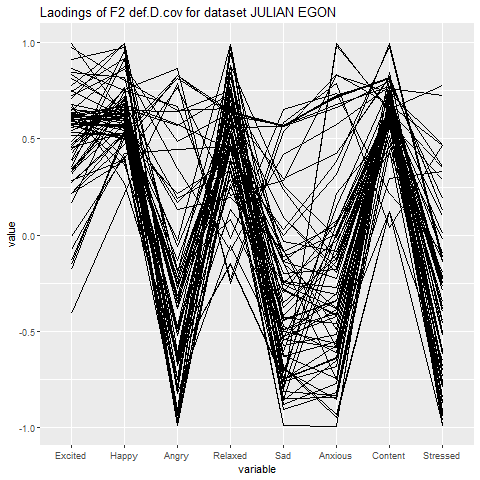 Laodings of F2 def.D.cov for dataset JULIAN EGON
1.0
0.5
0.0
-0.5
-1.0
value
Excited Happy Angry Relaxed Sad Anxious Content Stressed
variable